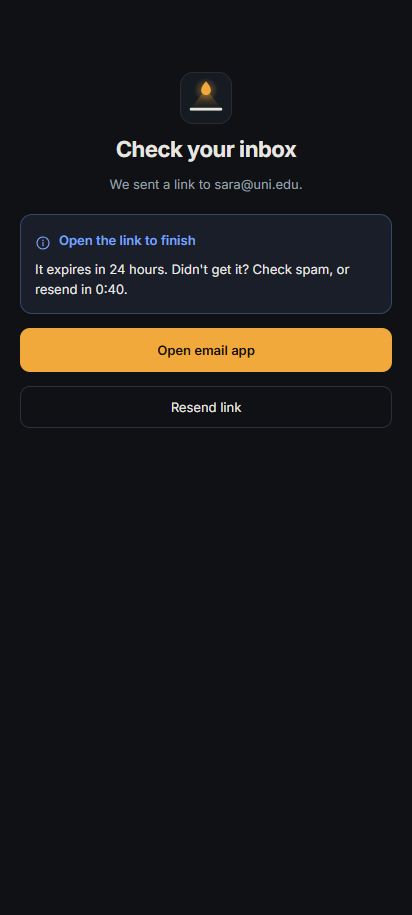 Check your inbox
We sent a link to sara@uni.edu.
Open the link to finish
It expires in 24 hours. Didn't get it? Check spam, or
resend in 0:40.
Open email app
Resend link